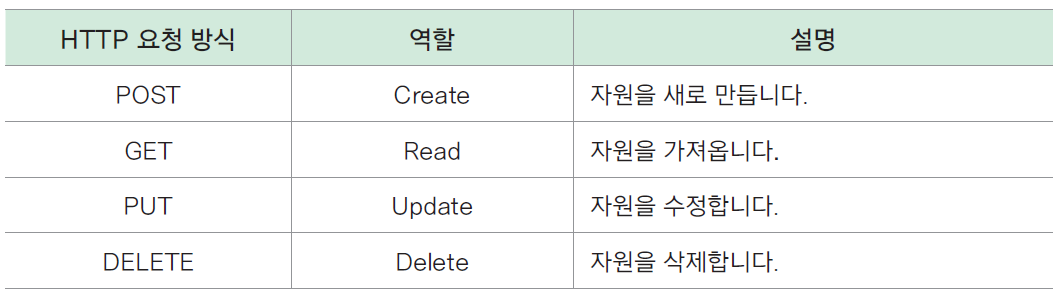 HTTP 요청 방식 역할 설명
POST Create 자원을 새로 만듭니다.
GET Read 자원을 가져옵니다.
PUT Update 자원을 수정합니다.
DELETE Delete 자원을 삭제합니다.